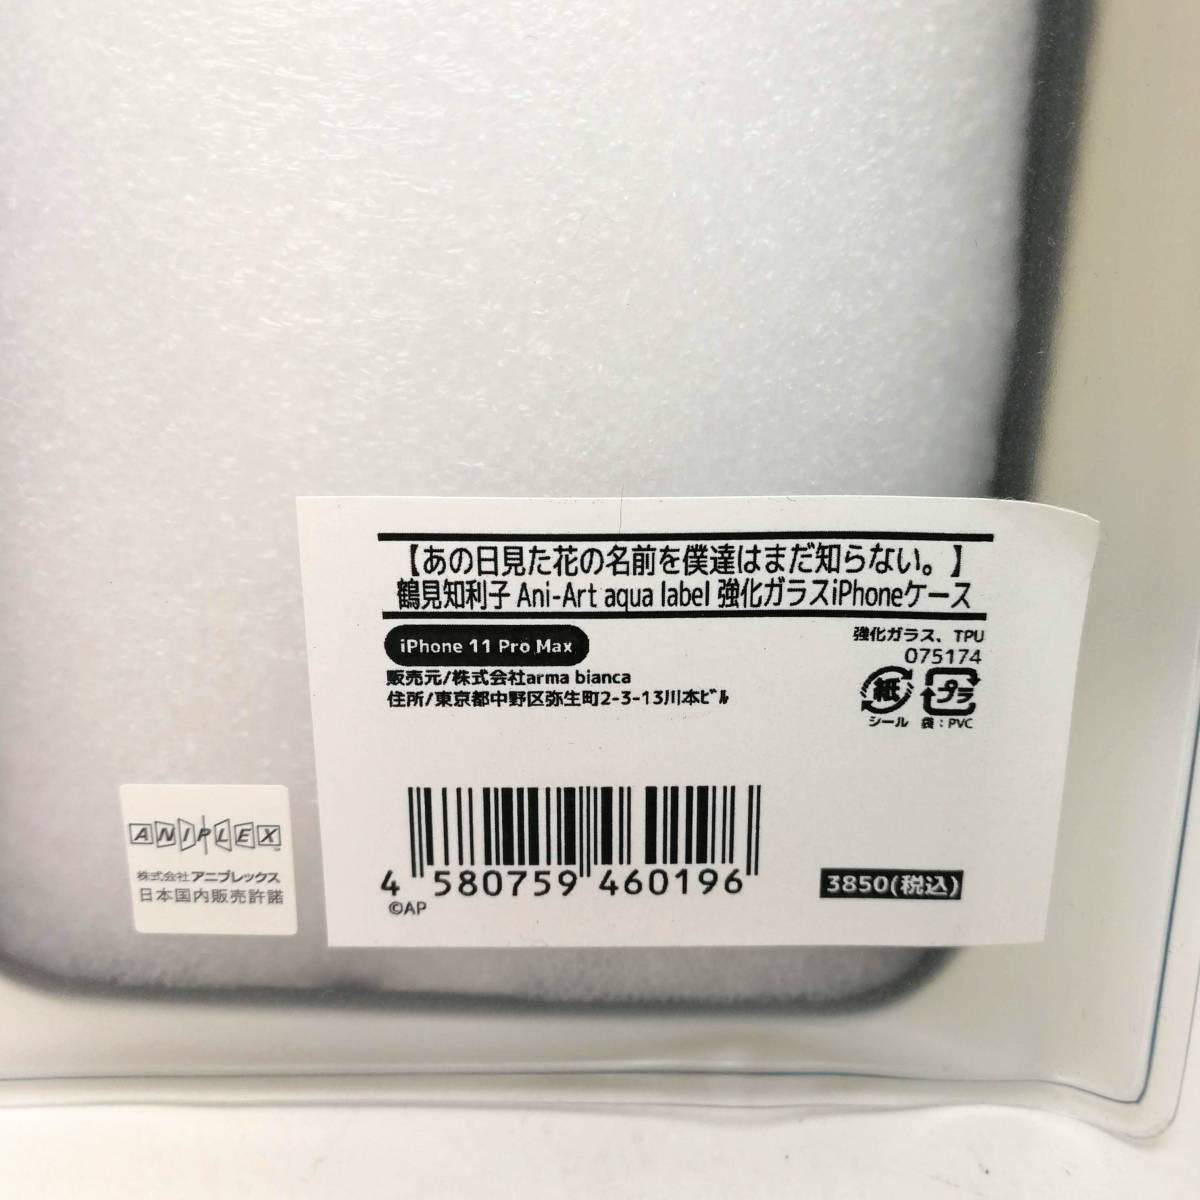 【あの日見た花の名前を僕達はまだ知らない。】
鶴見知利子 Ani-Art aqua label 強化ガラスiPhoneケース
iPhone 11 Pro Max
強化ガラス、TPU
075174
販売元/株式会社arma bianca
住所/東京都中野区弥生町2-3-13川本ビル
紙
プラ
シール
袋：PVC
4 580759 460196
©AP
3850(税込)
ANIPLEX™
株式会社アニプレックス
日本国内販売許諾